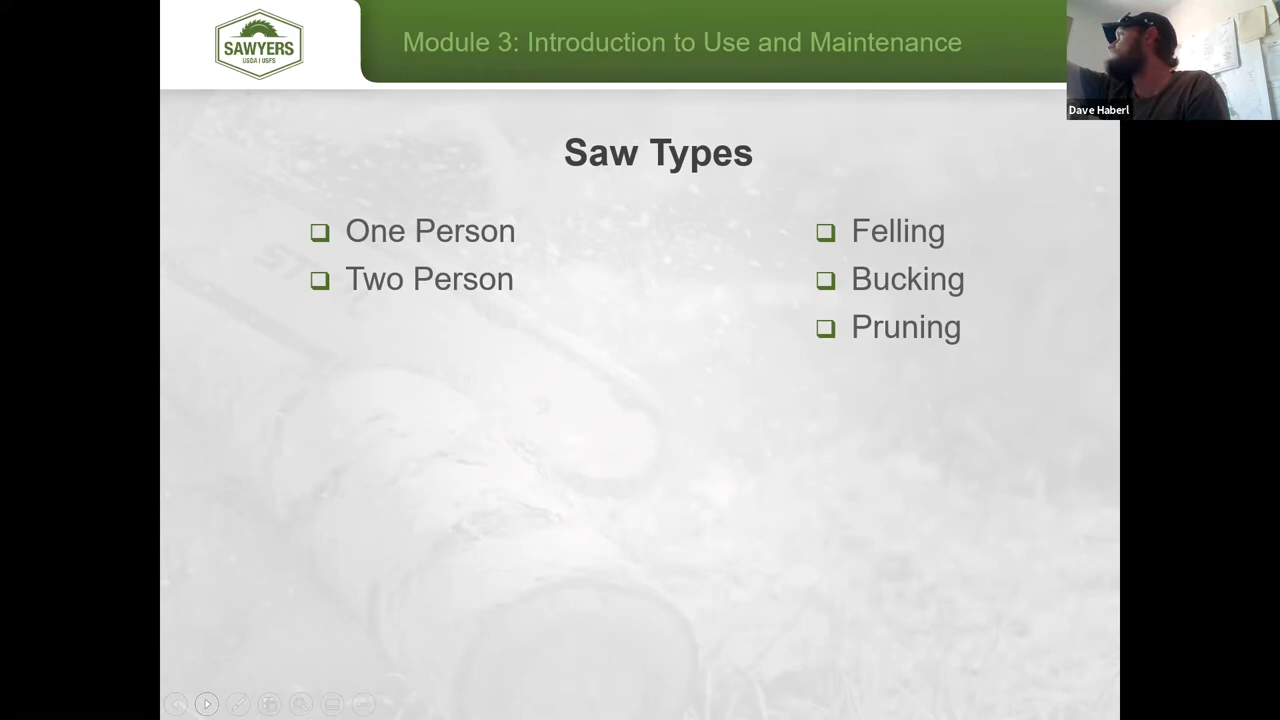 SAWYERS
USDA | USFS
Module 3: Introduction to Use and Maintenance
Dave Haberl
Saw Types
One Person
Two Person
Felling
Bucking
Pruning